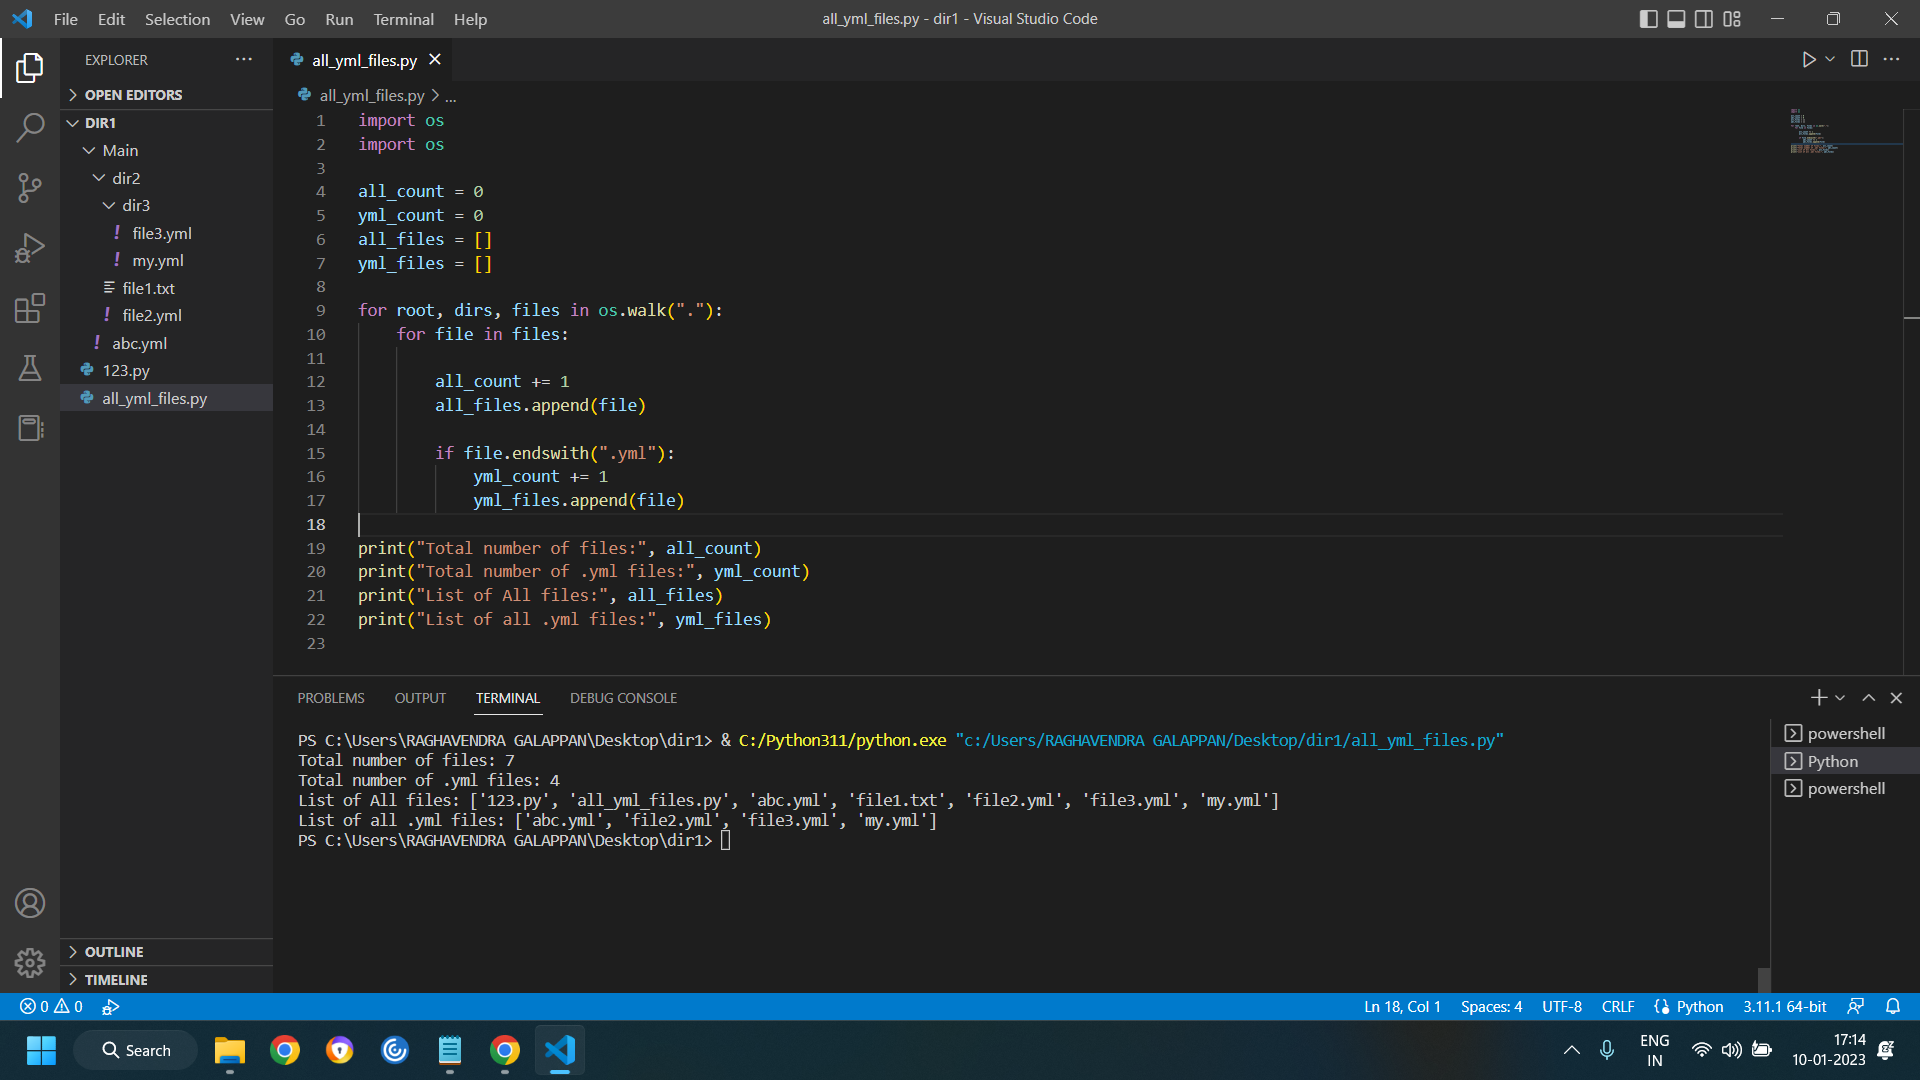 File Edit Selection View Go Run Terminal Help
all_yml_files.py - dir1 - Visual Studio Code
EXPLORER
OPEN EDITORS
DIR1
Main
dir2
dir3
file3.yml
my.yml
file1.txt
file2.yml
abc.yml
123.py
all_yml_files.py
OUTLINE
TIMELINE
all_yml_files.py
all_yml_files.py > ...
1 import os
2 import os
3
4 all_count = 0
5 yml_count = 0
6 all_files = []
7 yml_files = []
8
9 for root, dirs, files in os.walk("."):
10 for file in files:
11
12 all_count += 1
13 all_files.append(file)
14
15 if file.endswith(".yml"):
16 yml_count += 1
17 yml_files.append(file)
18
19 print("Total number of files:", all_count)
20 print("Total number of .yml files:", yml_count)
21 print("List of All files:", all_files)
22 print("List of all .yml files:", yml_files)
23
PROBLEMS OUTPUT TERMINAL DEBUG CONSOLE
PS C:\Users\RAGHAVENDRA GALAPPAN\Desktop\dir1> & C:/Python311/python.exe "c:/Users/RAGHAVENDRA GALAPPAN/Desktop/dir1/all_yml_files.py"
Total number of files: 7
Total number of .yml files: 4
List of All files: ['123.py', 'all_yml_files.py', 'abc.yml', 'file1.txt', 'file2.yml', 'file3.yml', 'my.yml']
List of all .yml files: ['abc.yml', 'file2.yml', 'file3.yml', 'my.yml']
PS C:\Users\RAGHAVENDRA GALAPPAN\Desktop\dir1>
powershell
Python
powershell
0 0
Ln 18, Col 1 Spaces: 4 UTF-8 CRLF Python 3.11.1 64-bit
Search
ENG
IN
17:14
10-01-2023